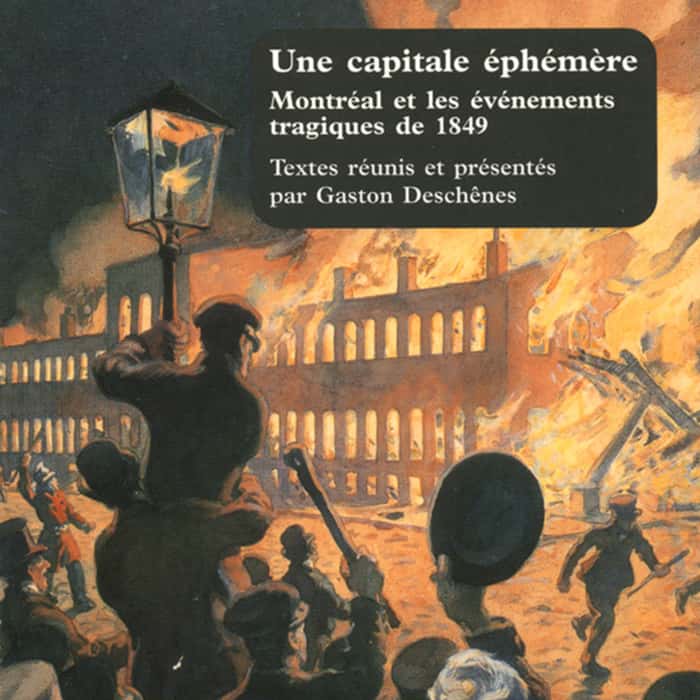 Une capitale éphémère
Montréal et les événements
tragiques de 1849
Textes réunis et présentés
par Gaston Deschênes